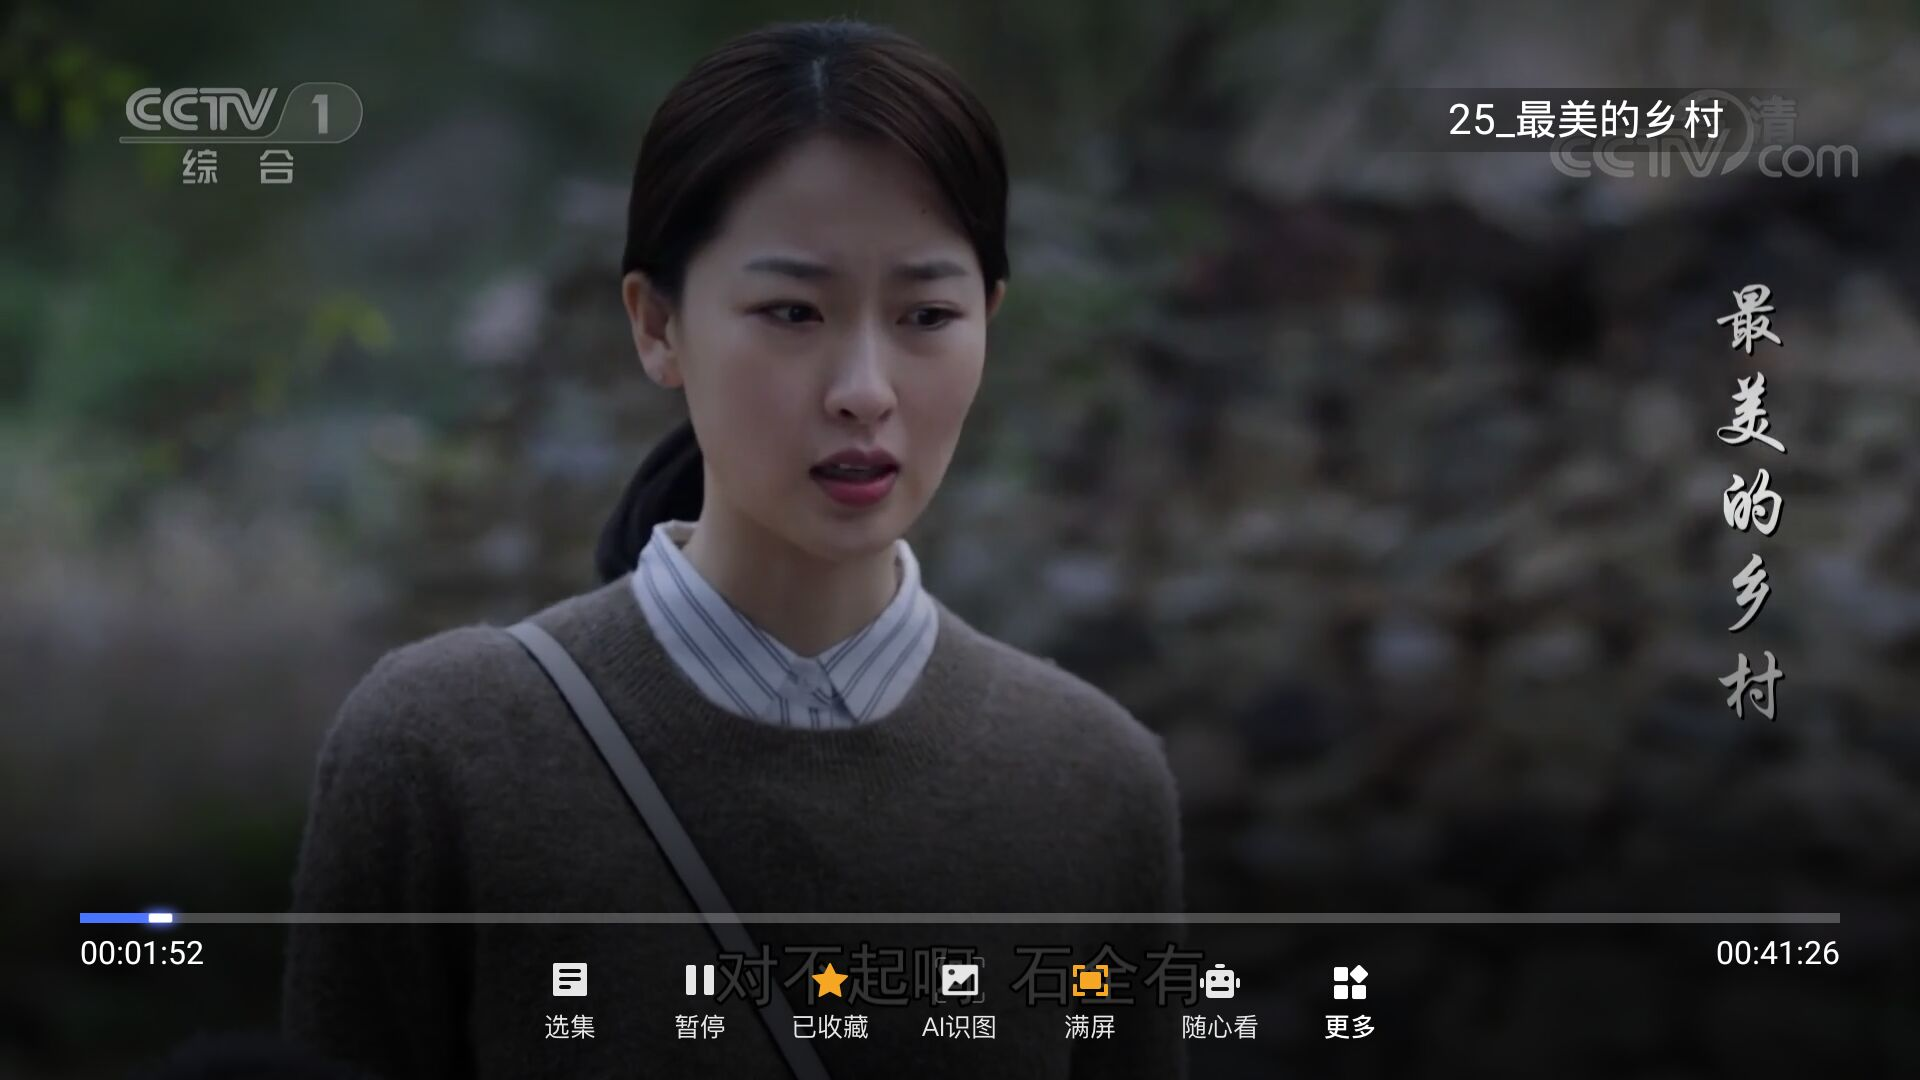 CCTV 1
综 合
25_最美的乡村
清
CCTV com
最美的乡村
00:01:52
00:41:26
对不起啊 石全有
选集
暂停
已收藏
AI识图
满屏
随心看
更多